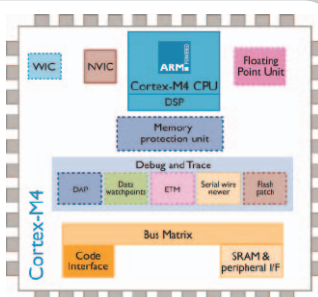 WIC
NVIC
ARM
POWERED
Cortex-M4 CPU
DSP
Floating
Point Unit
Memory
protection unit
Debug and Trace
DAP
Data
watchpoints
ETM
Serial wire
viewer
Flash
patch
Bus Matrix
Code
Interface
SRAM &
peripheral I/F
Cortex-M4